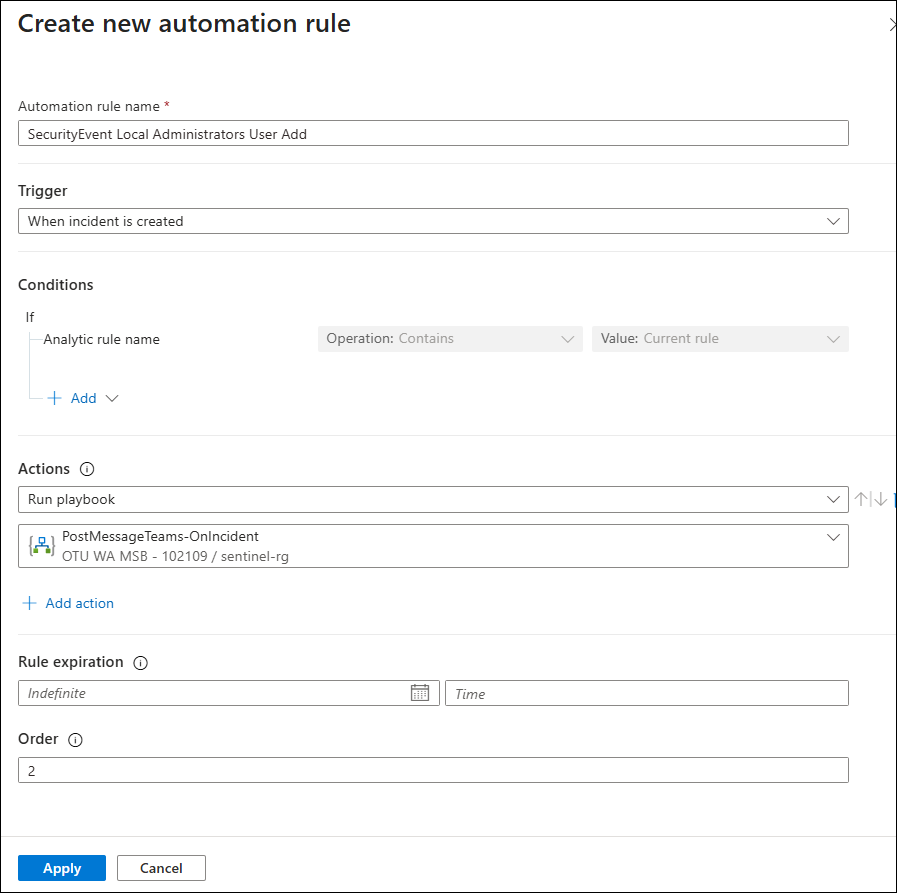 Create new automation rule
Automation rule name *
SecurityEvent Local Administrators User Add
Trigger
When incident is created
Conditions
If
Analytic rule name
Operation: Contains
Value: Current rule
Add
Actions
Run playbook
PostMessageTeams-OnIncident
OTU WA MSB - 102109 / sentinel-rg
Add action
Rule expiration
Indefinite
Time
Order
2
Apply
Cancel